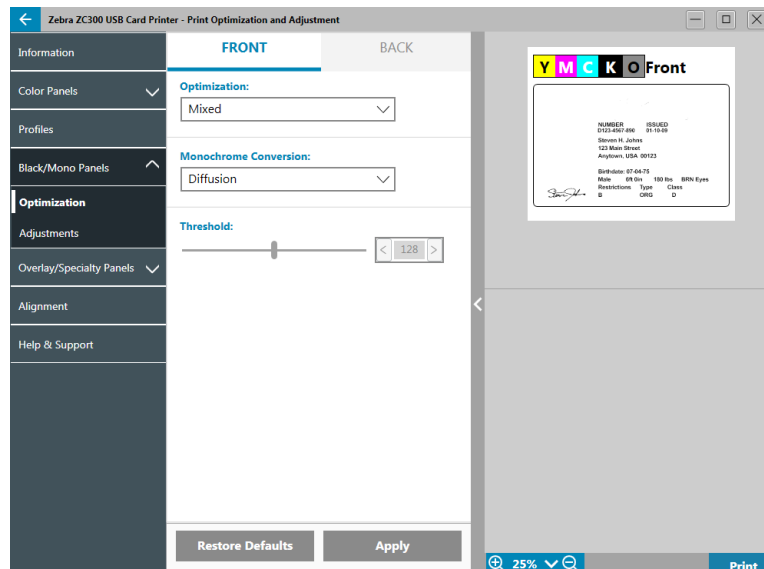 Zebra ZC300 USB Card Printer - Print Optimization and Adjustment
Information
Color Panels
Profiles
Black/Mono Panels
Optimization
Adjustments
Overlay/Specialty Panels
Alignment
Help & Support
FRONT BACK
Optimization:
Mixed
Monochrome Conversion:
Diffusion
Threshold:
< 128 >
Restore Defaults Apply
Y M C K O Front
NUMBER ISSUED
D123-4567-890 01-10-09
Steven H. Johns
123 Main Street
Anytown, USA 00123
Birthdate: 07-04-75
Male 6ft 0in 180 lbs BRN Eyes
Restrictions Type Class
B ORG D
25%
Print